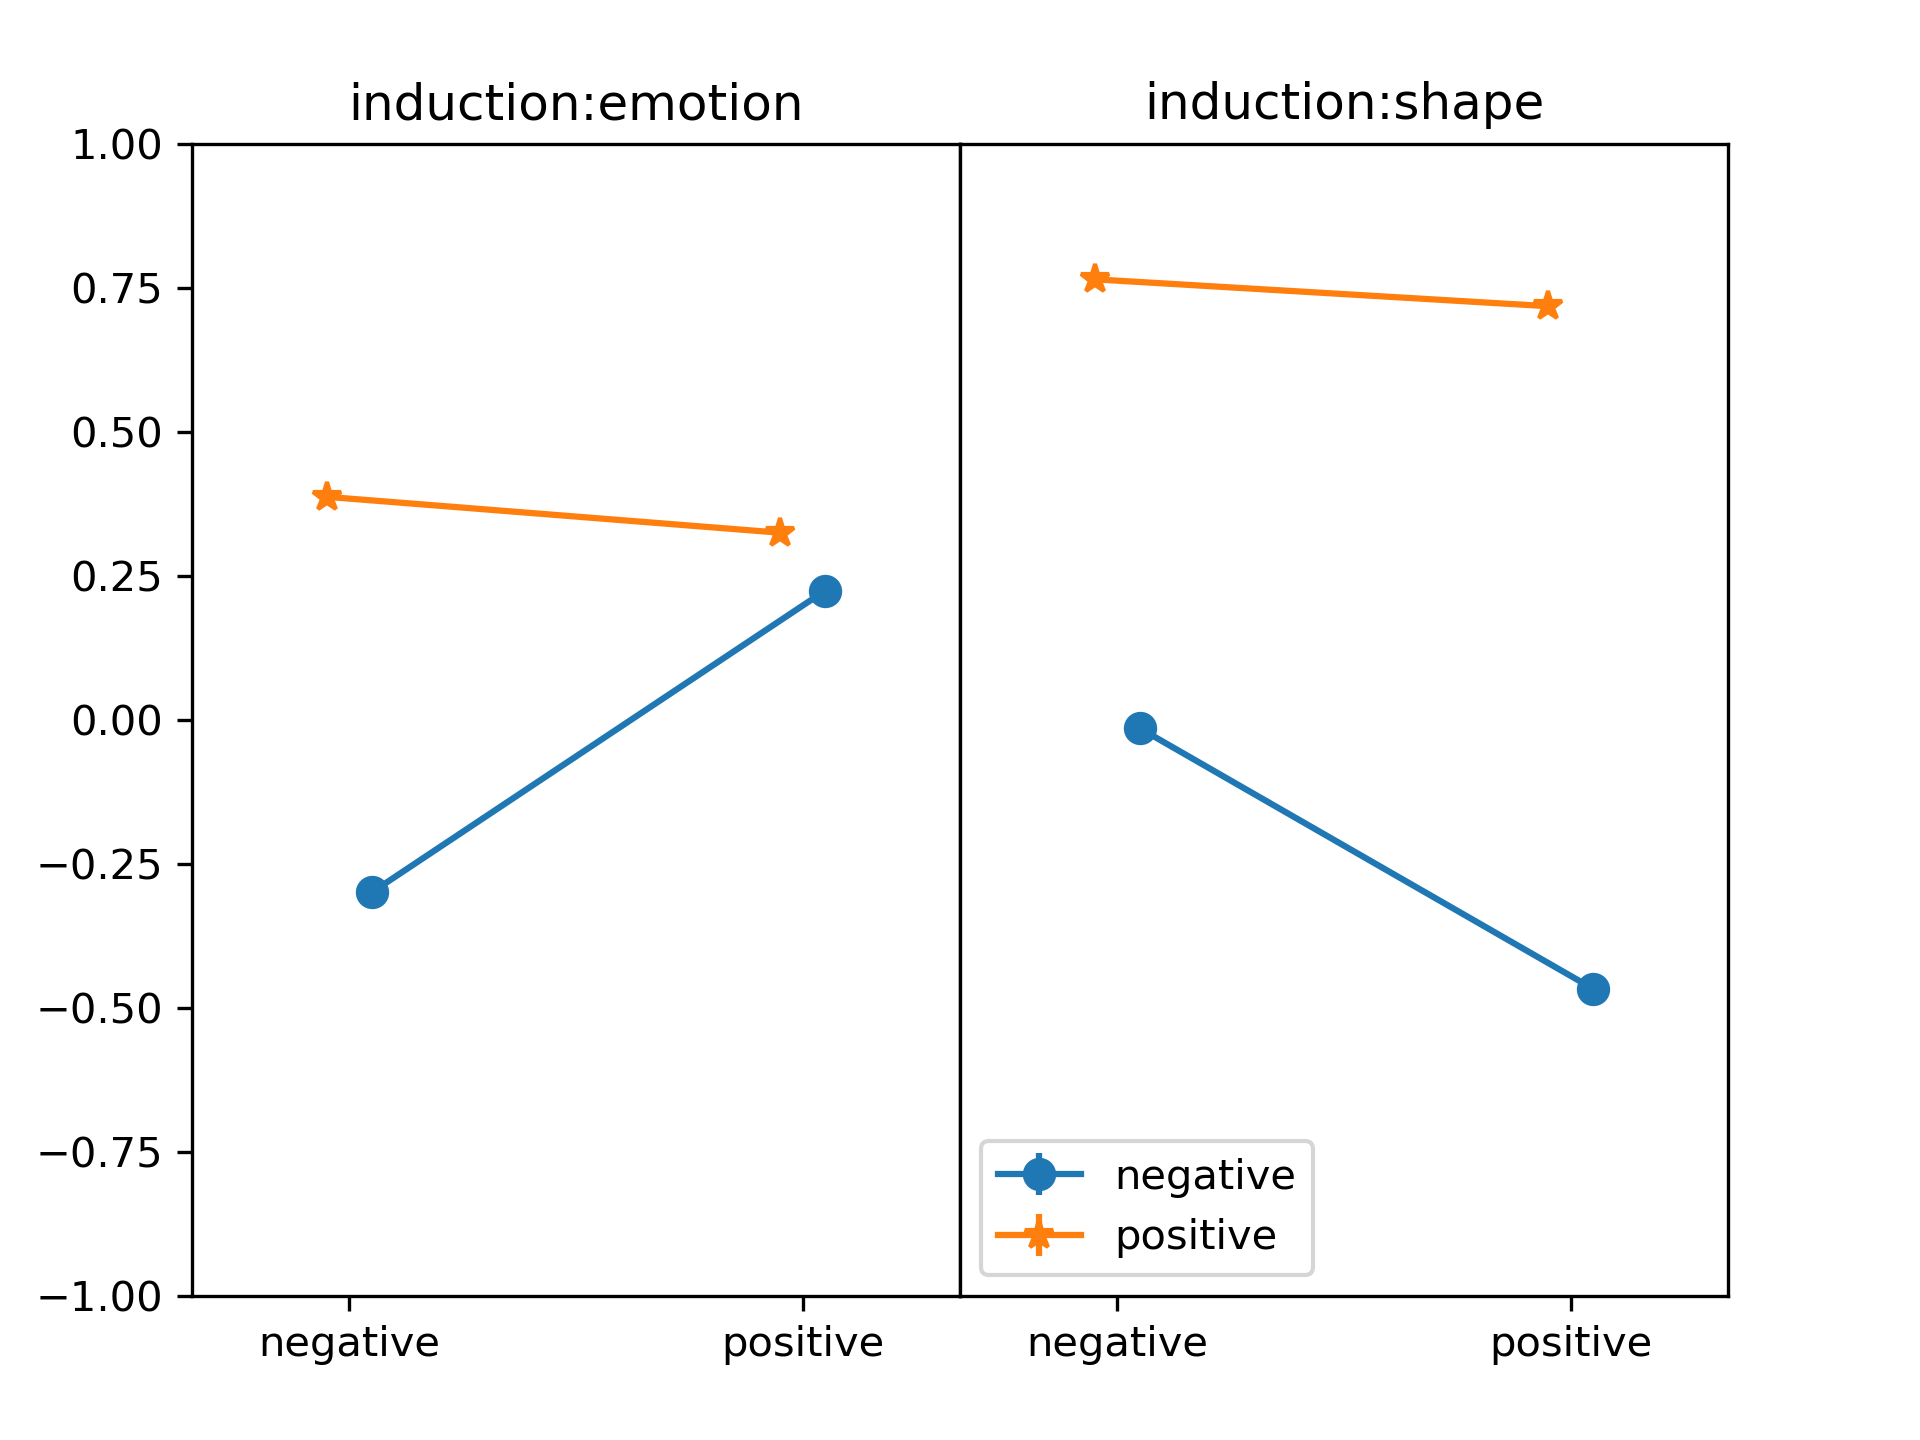 induction:emotion
induction:shape
1.00
0.75
0.50
0.25
0.00
−0.25
−0.50
−0.75
−1.00
negative
positive
negative positive negative positive